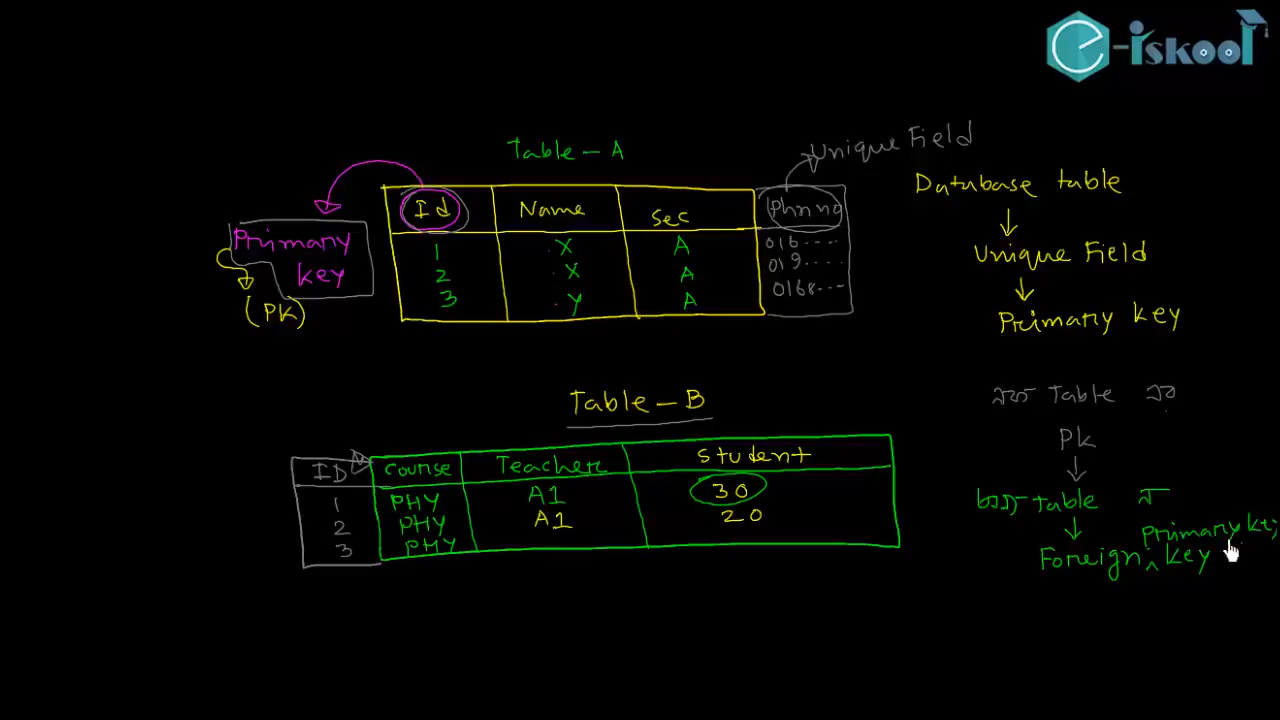 e-iskool
Table - A
Unique Field
Id Name Sec Phn no
1 X A 016....
2 X A 019....
3 Y A 0168...
Primary
key
(PK)
Database table
Unique Field
Primary key
Table - B
ID Course Teacher Student
1 PHY A1 30
2 PHY A1 20
3 PHY
এক Table এর
PK
Table
Primary
Foreign key